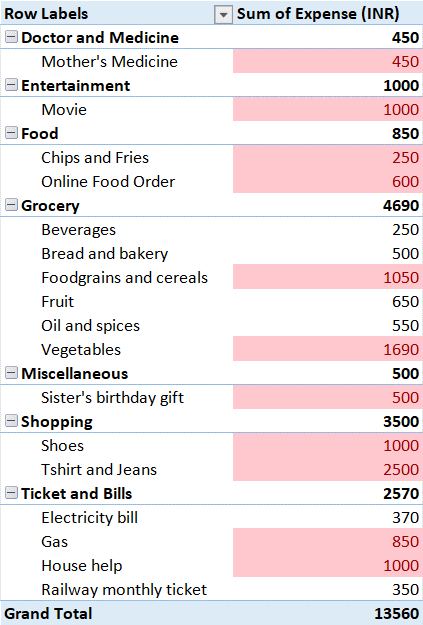 Row Labels Sum of Expense (INR)
Doctor and Medicine 450
Mother's Medicine 450
Entertainment 1000
Movie 1000
Food 850
Chips and Fries 250
Online Food Order 600
Grocery 4690
Beverages 250
Bread and bakery 500
Foodgrains and cereals 1050
Fruit 650
Oil and spices 550
Vegetables 1690
Miscellaneous 500
Sister's birthday gift 500
Shopping 3500
Shoes 1000
Tshirt and Jeans 2500
Ticket and Bills 2570
Electricity bill 370
Gas 850
House help 1000
Railway monthly ticket 350
Grand Total 13560